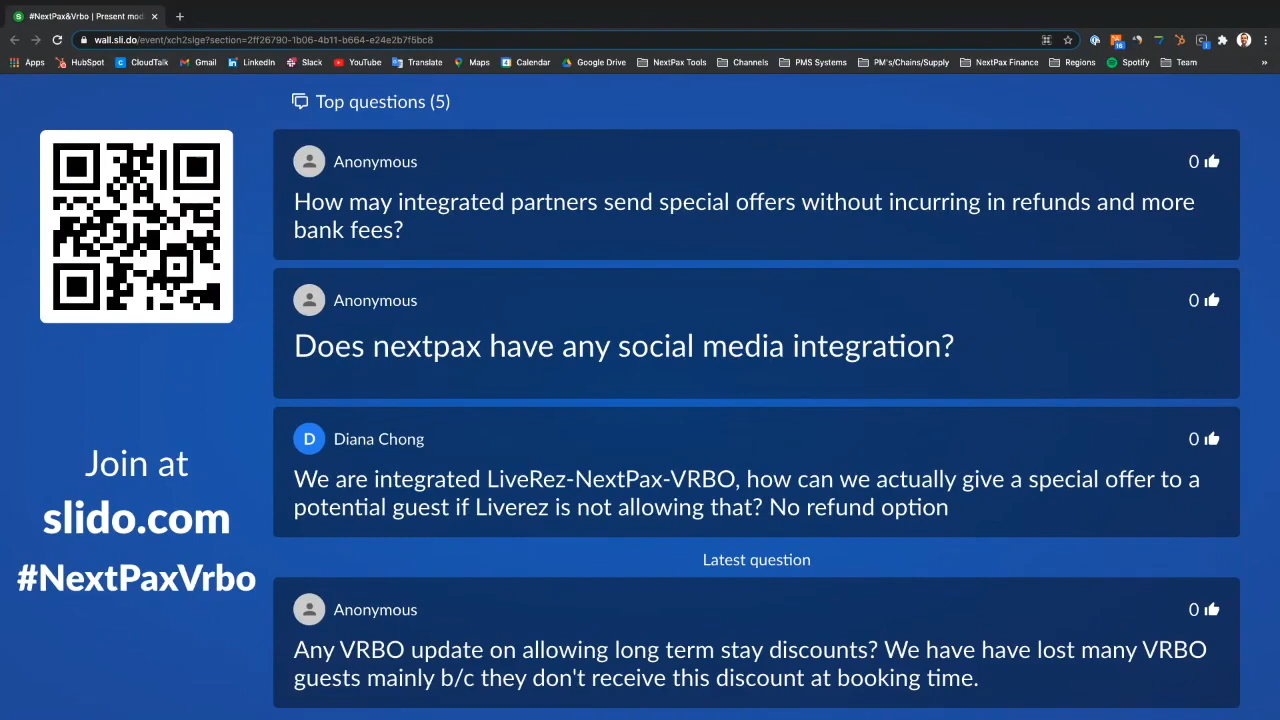 #NextPax&Vrbo | Present mod
wall.sli.do/event/xch2slge?section=2ff26790-1b06-4b11-b664-e24e2b7f5bc8
Apps HubSpot CloudTalk Gmail LinkedIn Slack YouTube Translate Maps Calendar Google Drive NextPax Tools Channels PMS Systems PM's/Chains/Supply NextPax Finance Regions Spotify Team »
Top questions (5)
Anonymous 0
How may integrated partners send special offers without incurring in refunds and more
bank fees?
Anonymous 0
Does nextpax have any social media integration?
D Diana Chong 0
We are integrated LiveRez-NextPax-VRBO, how can we actually give a special offer to a
potential guest if Liverez is not allowing that? No refund option
Latest question
Anonymous 0
Any VRBO update on allowing long term stay discounts? We have have lost many VRBO
guests mainly b/c they don't receive this discount at booking time.
Join at
slido.com
#NextPaxVrbo